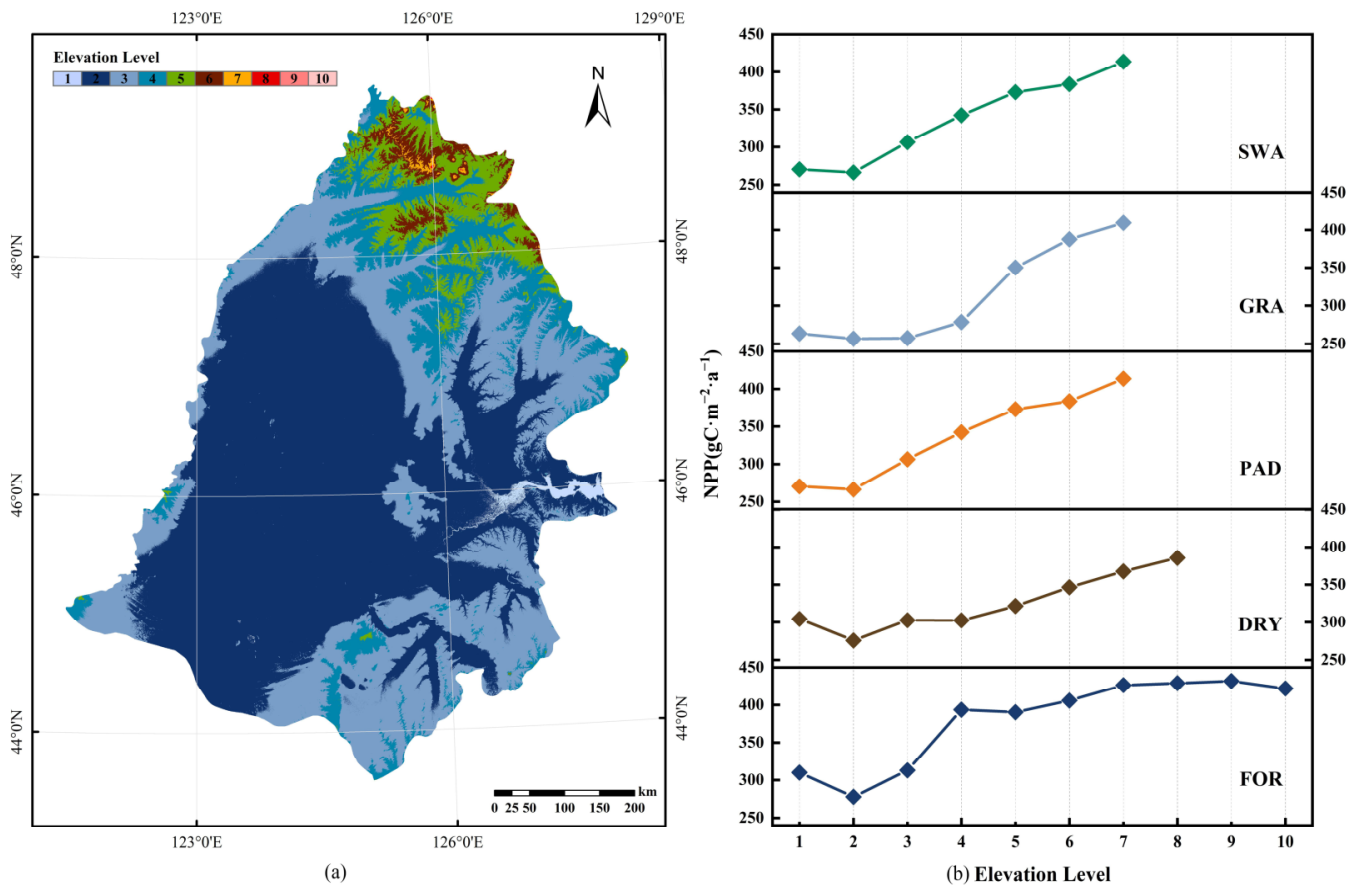 123°0'E 126°0'E 129°0'E
Elevation Level
1 2 3 4 5 6 7 8 9 10
N
48°0'N 48°0'N
46°0'N 46°0'N
44°0'N 44°0'N
km
0 25 50 100 150 200
123°0'E 126°0'E
(a)
NPP(gC·m⁻²·a⁻¹)
450
400
350
300
250
SWA
450
400
350
300
250
GRA
450
400
350
300
250
PAD
450
400
350
300
250
DRY
450
400
350
300
250
FOR
1 2 3 4 5 6 7 8 9 10
(b) Elevation Level